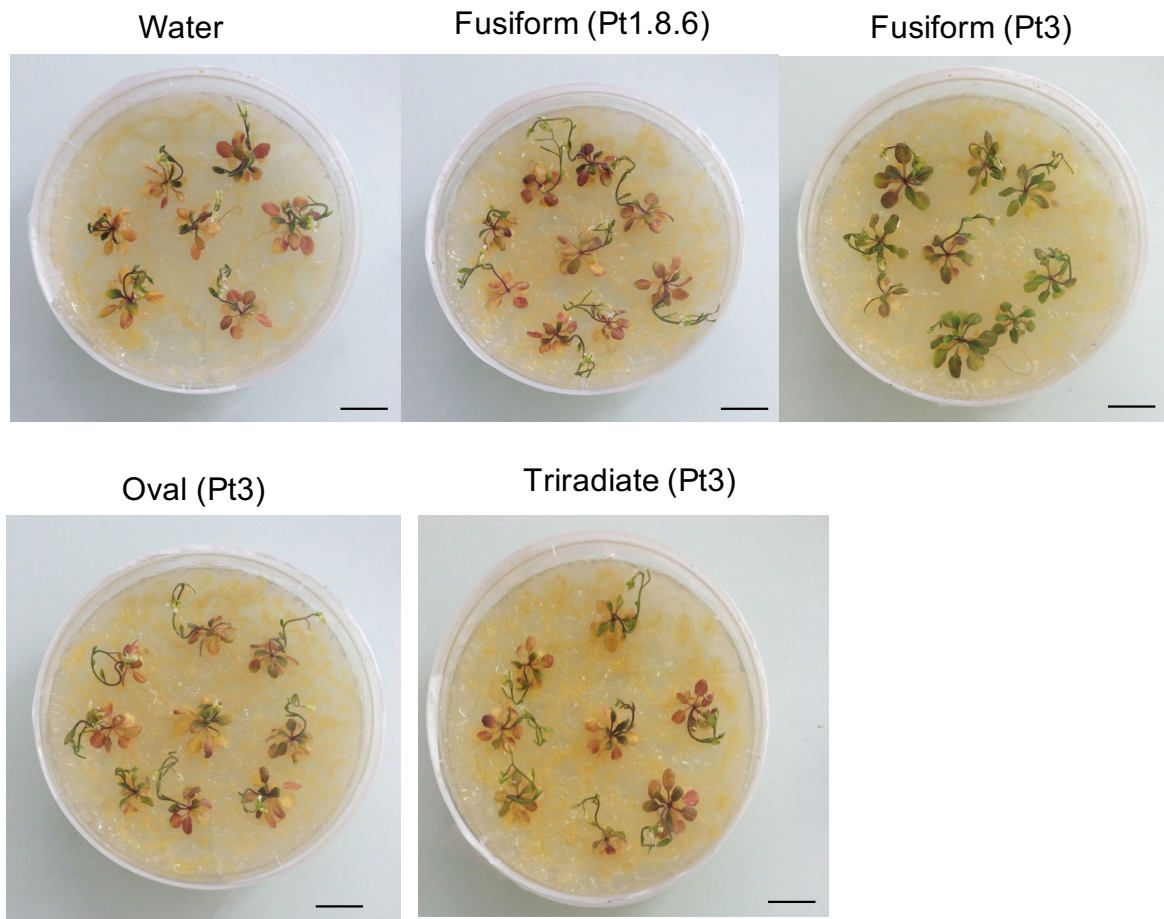 Water
Fusiform (Pt1.8.6)
Fusiform (Pt3)
Oval (Pt3)
Triradiate (Pt3)